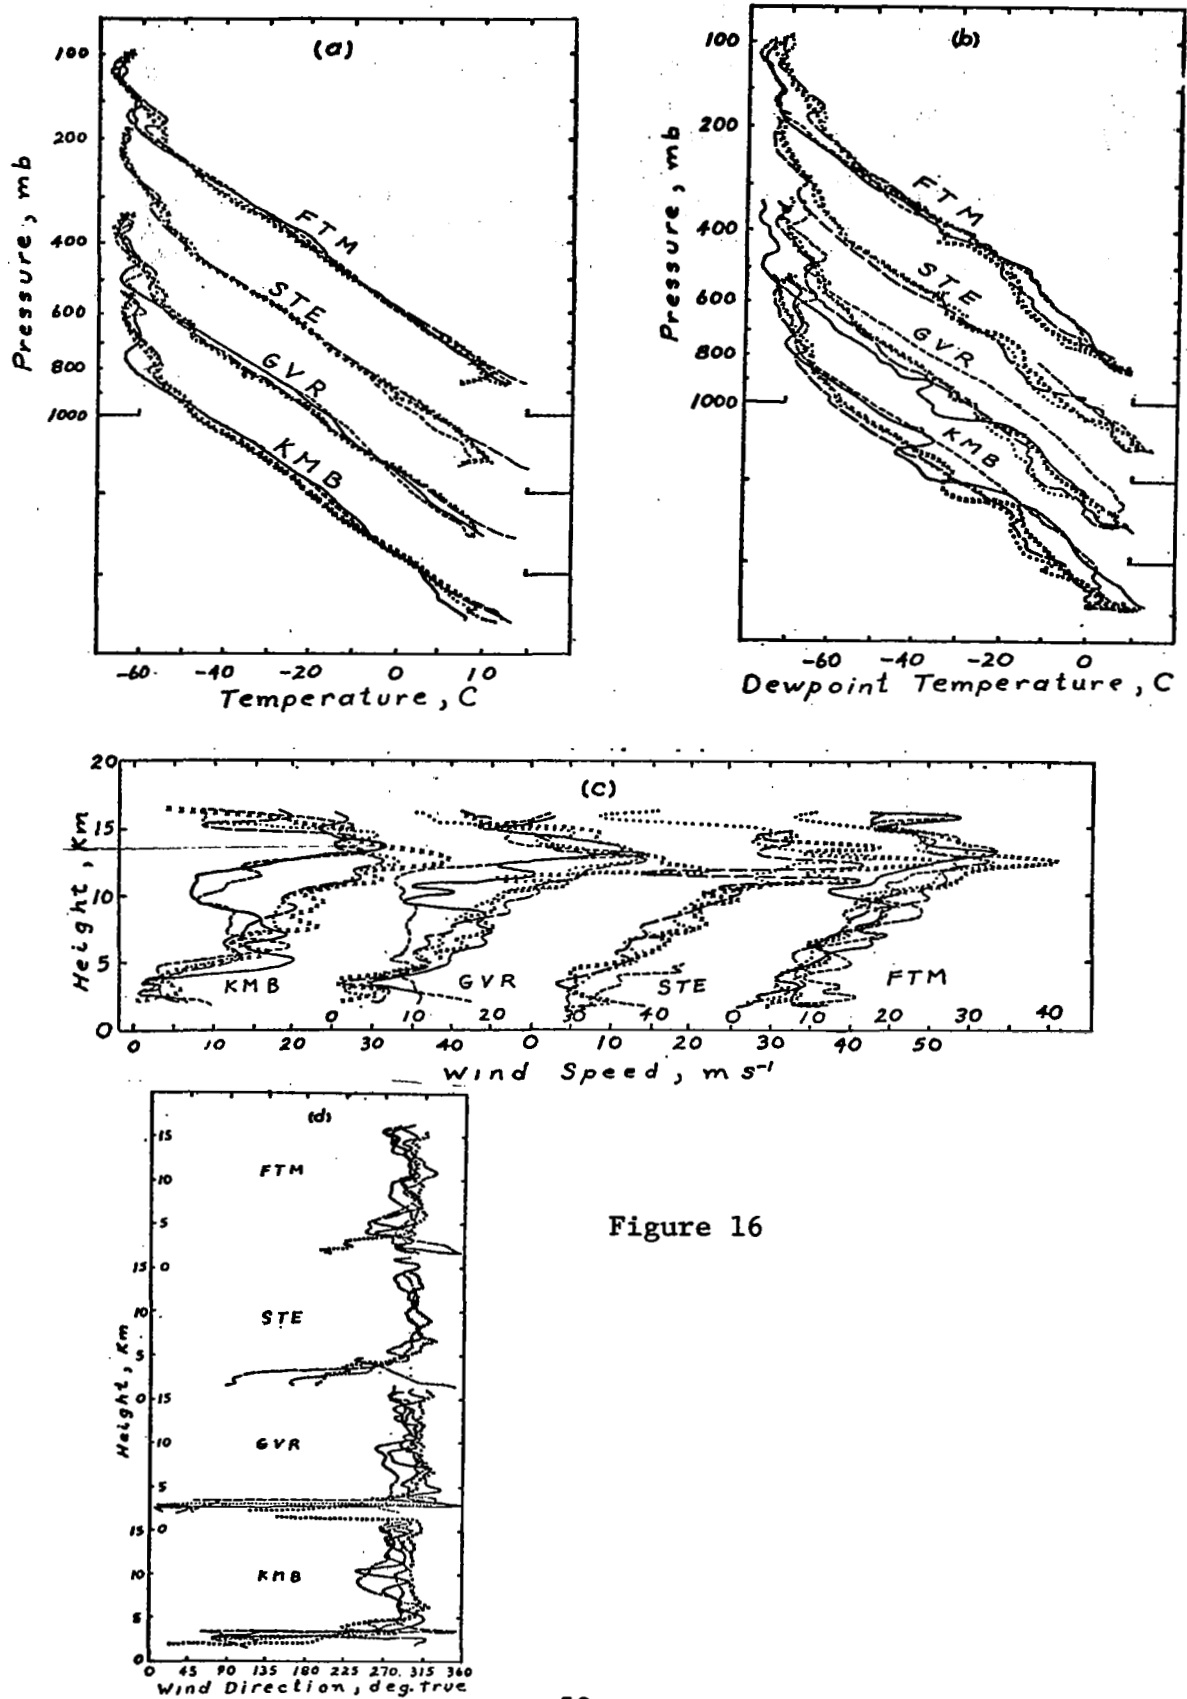 (a)
100
200
400
600
800
1000
Pressure, mb
FTM
STE
GVR
KMB
-60 -40 -20 0 10
Temperature, C
(b)
100
200
400
600
800
1000
Pressure, mb
FTM
STE
GVR
KMB
-60 -40 -20 0
Dewpoint Temperature, C
(c)
20
15
10
5
0
Height, Km
KMB GVR STE FTM
0 10 20 30 40 0 10 20 30 40
0 10 20 30 40 0 10 20 30 40 50
Wind Speed, m s⁻¹
(d)
15
FTM
10
5
15 0
10
STE
5
0 15
GVR
10
5
15 0
10
KMB
5
0
Height, Km
0 45 90 135 180 225 270 315 360
Wind Direction, deg. True
Figure 16